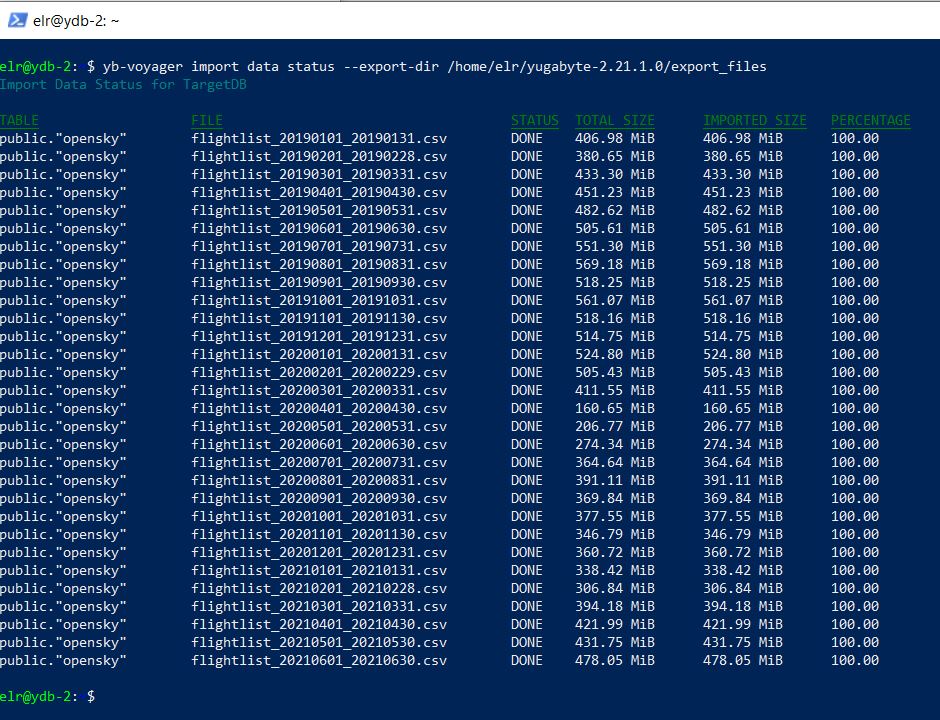 elr@ydb-2: ~
elr@ydb-2: $ yb-voyager import data status --export-dir /home/elr/yugabyte-2.21.1.0/export_files
Import Data Status for TargetDB
TABLE FILE STATUS TOTAL SIZE IMPORTED SIZE PERCENTAGE
public."opensky" flightlist_20190101_20190131.csv DONE 406.98 MiB 406.98 MiB 100.00
public."opensky" flightlist_20190201_20190228.csv DONE 380.65 MiB 380.65 MiB 100.00
public."opensky" flightlist_20190301_20190331.csv DONE 433.30 MiB 433.30 MiB 100.00
public."opensky" flightlist_20190401_20190430.csv DONE 451.23 MiB 451.23 MiB 100.00
public."opensky" flightlist_20190501_20190531.csv DONE 482.62 MiB 482.62 MiB 100.00
public."opensky" flightlist_20190601_20190630.csv DONE 505.61 MiB 505.61 MiB 100.00
public."opensky" flightlist_20190701_20190731.csv DONE 551.30 MiB 551.30 MiB 100.00
public."opensky" flightlist_20190801_20190831.csv DONE 569.18 MiB 569.18 MiB 100.00
public."opensky" flightlist_20190901_20190930.csv DONE 518.25 MiB 518.25 MiB 100.00
public."opensky" flightlist_20191001_20191031.csv DONE 561.07 MiB 561.07 MiB 100.00
public."opensky" flightlist_20191101_20191130.csv DONE 518.16 MiB 518.16 MiB 100.00
public."opensky" flightlist_20191201_20191231.csv DONE 514.75 MiB 514.75 MiB 100.00
public."opensky" flightlist_20200101_20200131.csv DONE 524.80 MiB 524.80 MiB 100.00
public."opensky" flightlist_20200201_20200229.csv DONE 505.43 MiB 505.43 MiB 100.00
public."opensky" flightlist_20200301_20200331.csv DONE 411.55 MiB 411.55 MiB 100.00
public."opensky" flightlist_20200401_20200430.csv DONE 160.65 MiB 160.65 MiB 100.00
public."opensky" flightlist_20200501_20200531.csv DONE 206.77 MiB 206.77 MiB 100.00
public."opensky" flightlist_20200601_20200630.csv DONE 274.34 MiB 274.34 MiB 100.00
public."opensky" flightlist_20200701_20200731.csv DONE 364.64 MiB 364.64 MiB 100.00
public."opensky" flightlist_20200801_20200831.csv DONE 391.11 MiB 391.11 MiB 100.00
public."opensky" flightlist_20200901_20200930.csv DONE 369.84 MiB 369.84 MiB 100.00
public."opensky" flightlist_20201001_20201031.csv DONE 377.55 MiB 377.55 MiB 100.00
public."opensky" flightlist_20201101_20201130.csv DONE 346.79 MiB 346.79 MiB 100.00
public."opensky" flightlist_20201201_20201231.csv DONE 360.72 MiB 360.72 MiB 100.00
public."opensky" flightlist_20210101_20210131.csv DONE 338.42 MiB 338.42 MiB 100.00
public."opensky" flightlist_20210201_20210228.csv DONE 306.84 MiB 306.84 MiB 100.00
public."opensky" flightlist_20210301_20210331.csv DONE 394.18 MiB 394.18 MiB 100.00
public."opensky" flightlist_20210401_20210430.csv DONE 421.99 MiB 421.99 MiB 100.00
public."opensky" flightlist_20210501_20210530.csv DONE 431.75 MiB 431.75 MiB 100.00
public."opensky" flightlist_20210601_20210630.csv DONE 478.05 MiB 478.05 MiB 100.00
elr@ydb-2: $